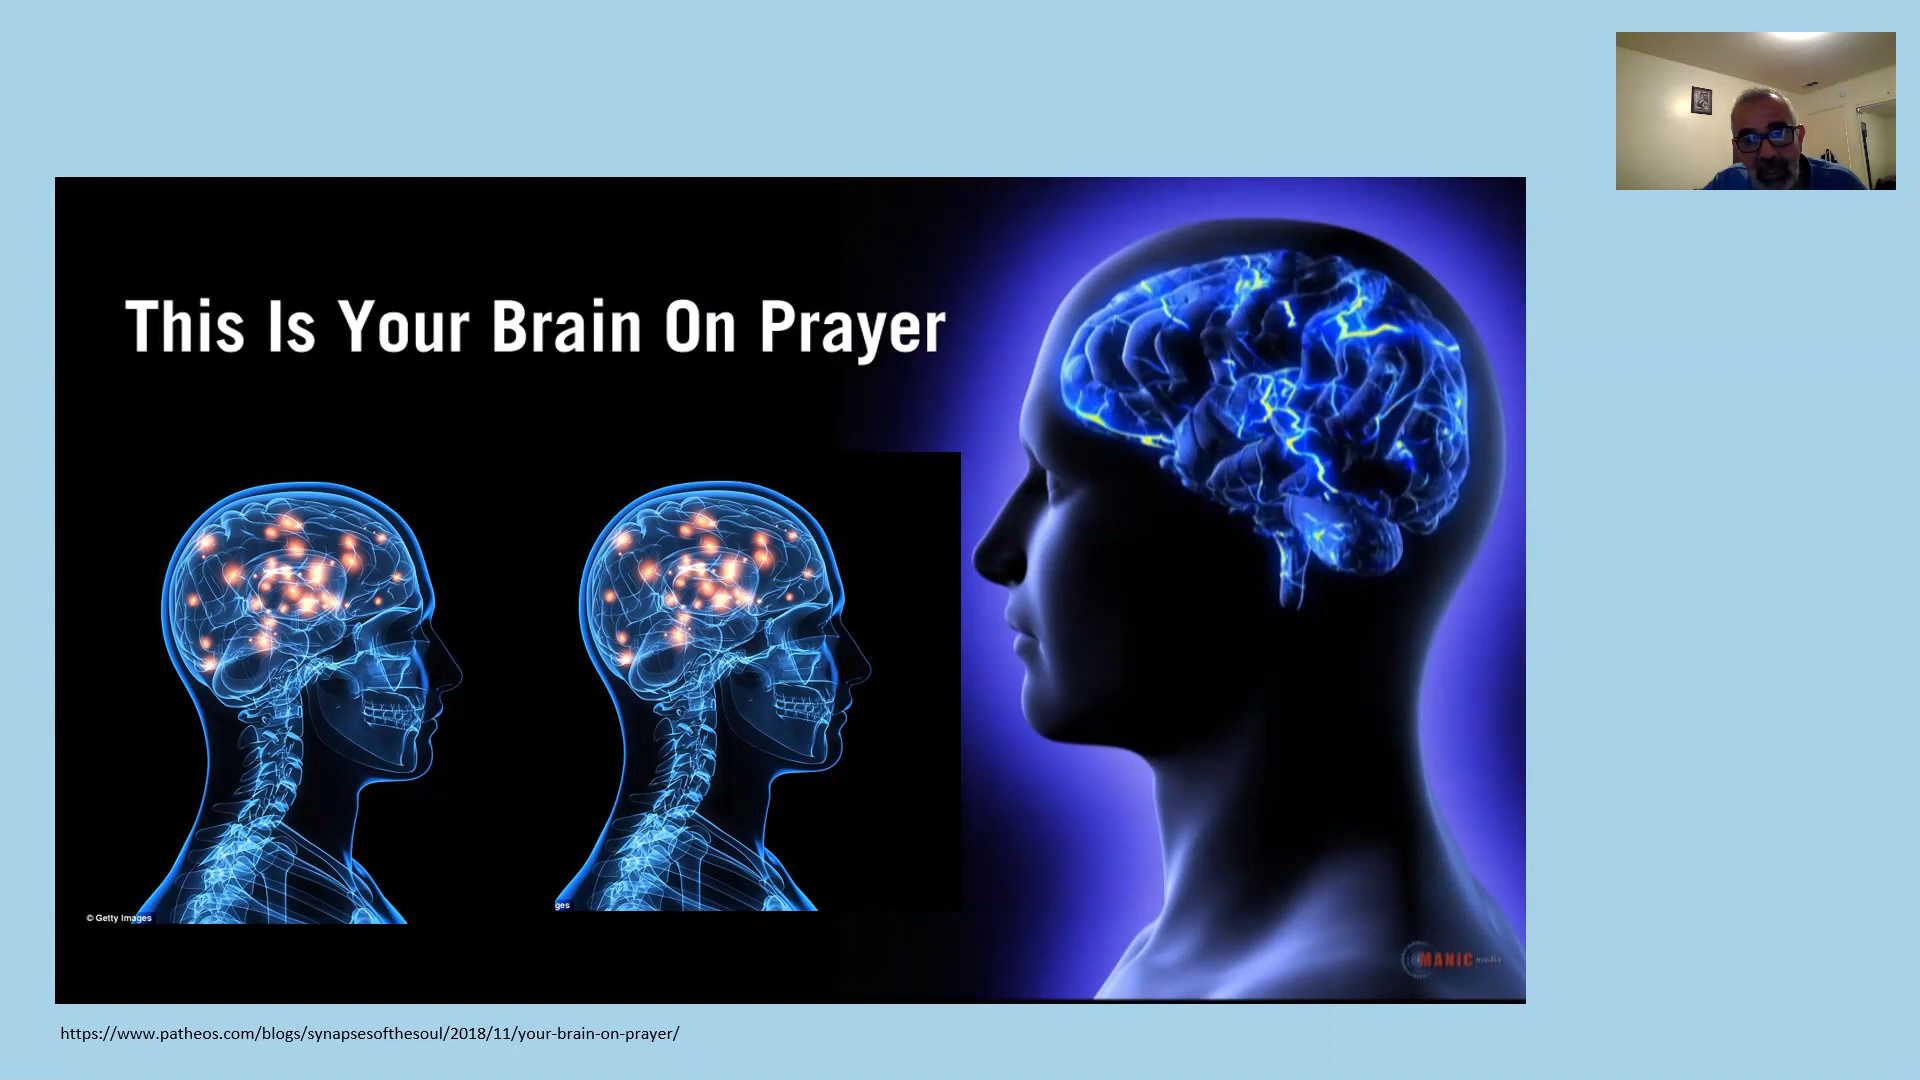 This Is Your Brain On Prayer
© Getty Images
ges
MANIC media
https://www.patheos.com/blogs/synapsesofthesoul/2018/11/your-brain-on-prayer/